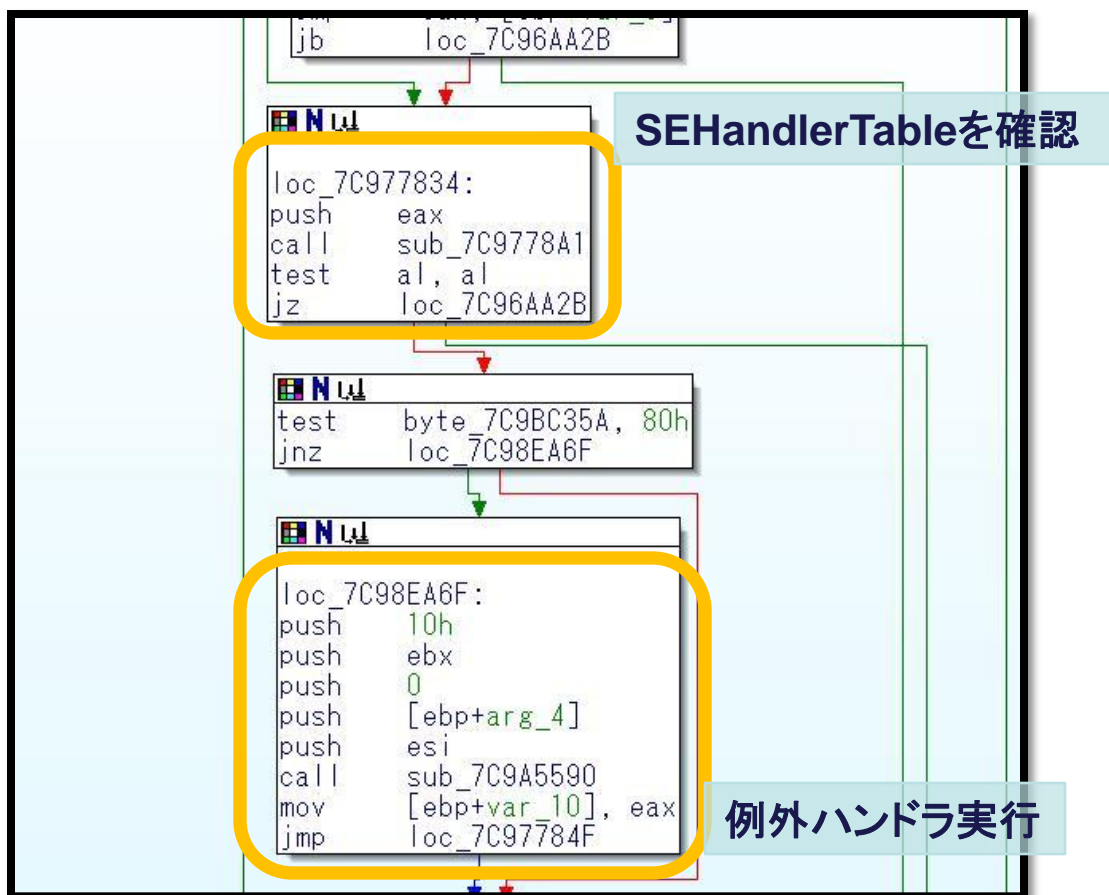 jb loc_7C96AA2B
SEHandlerTableを確認
loc_7C977834:
push eax
call sub_7C9778A1
test al, al
jz loc_7C96AA2B
test byte_7C9BC35A, 80h
jnz loc_7C98EA6F
loc_7C98EA6F:
push 10h
push ebx
push 0
push [ebp+arg_4]
push esi
call sub_7C9A5590
mov [ebp+var_10], eax
jmp loc_7C97784F
例外ハンドラ実行